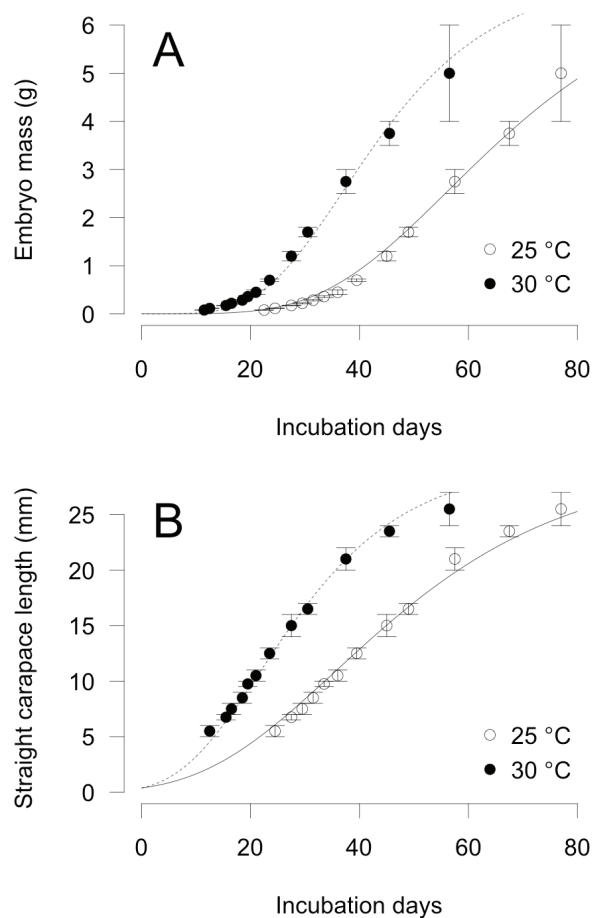 A
Embryo mass (g)
6
5
4
3
2
1
0
25 °C
30 °C
0 20 40 60 80
Incubation days
B
Straight carapace length (mm)
25
20
15
10
5
0
25 °C
30 °C
0 20 40 60 80
Incubation days